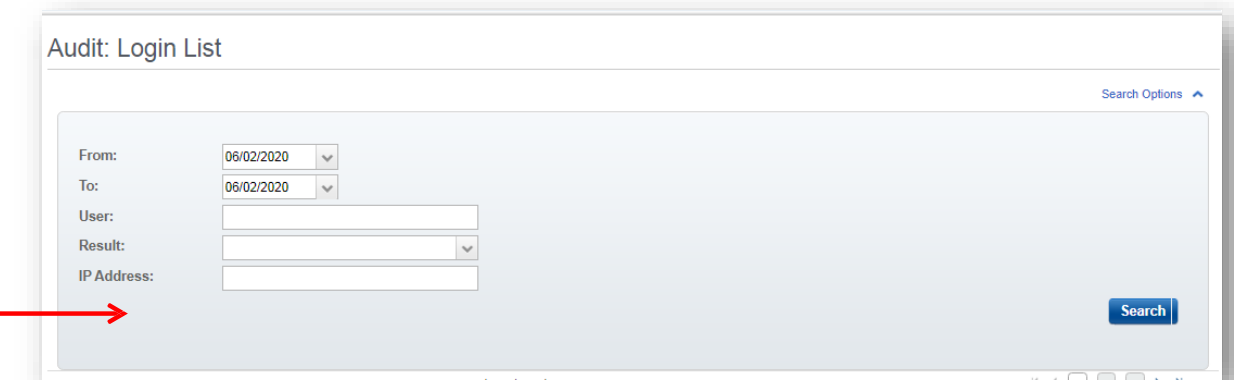 Audit: Login List
Search Options
From: 06/02/2020
To: 06/02/2020
User:
Result:
IP Address:
Search